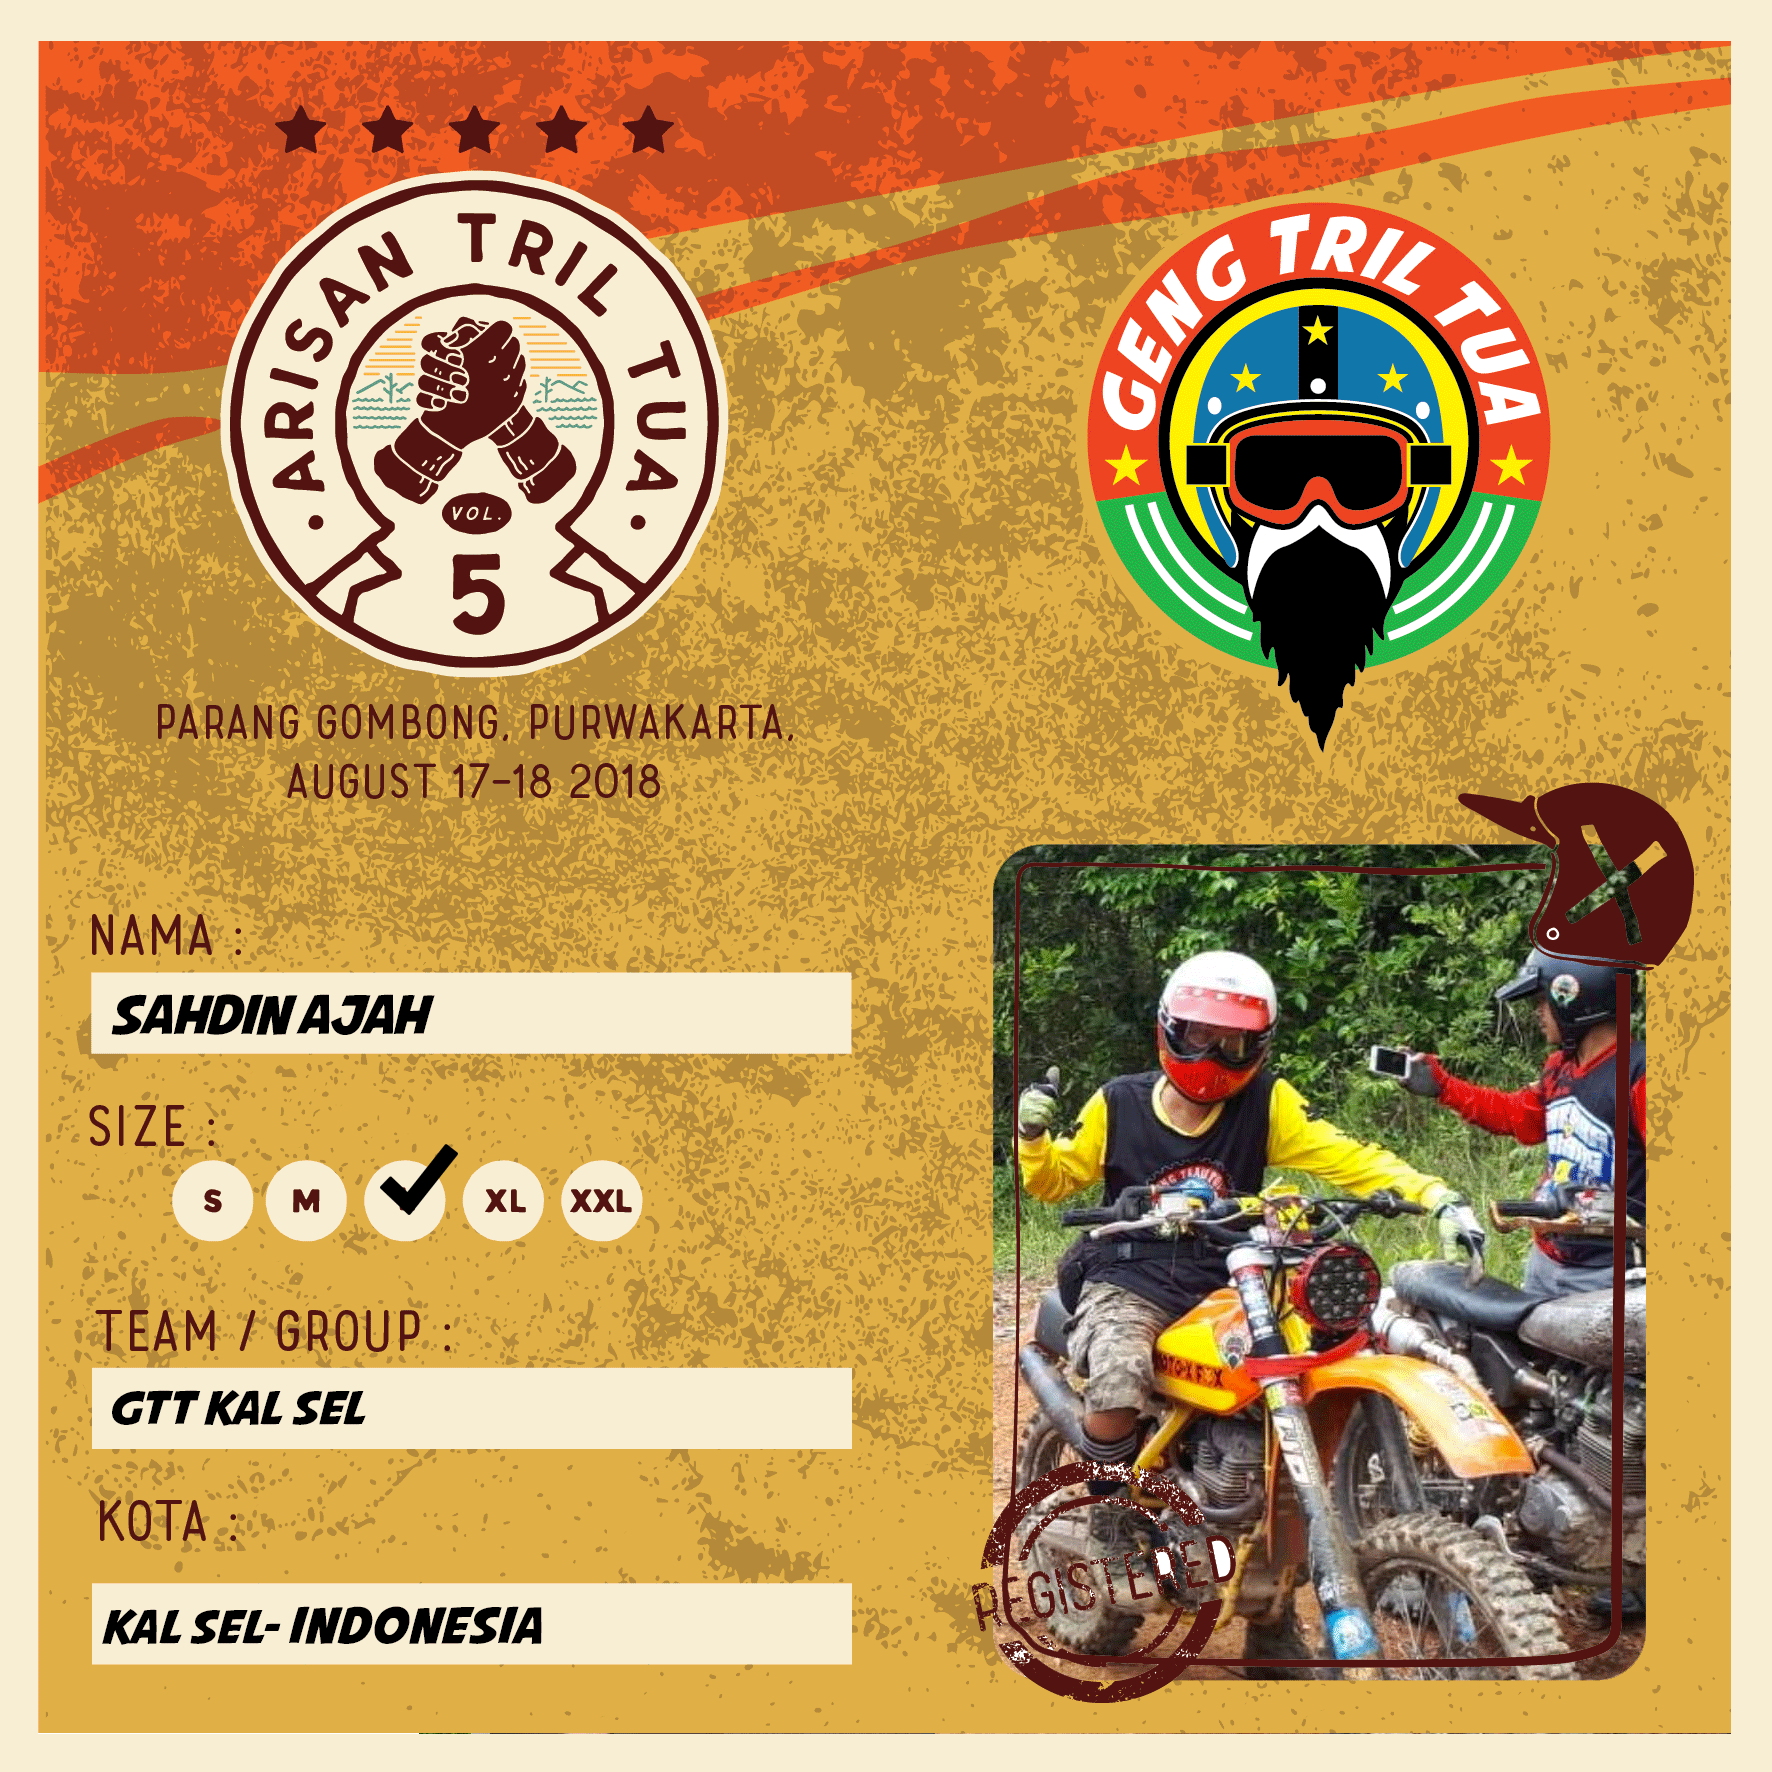 ARISAN TRIL TUA
VOL.
5
GENG TRIL TUA
PARANG GOMBONG, PURWAKARTA,
AUGUST 17-18 2018
NAMA :
SAHDIN AJAH
SIZE :
S M XL XXL
TEAM / GROUP :
GTT KAL SEL
KOTA :
KAL SEL- INDONESIA
REGISTERED